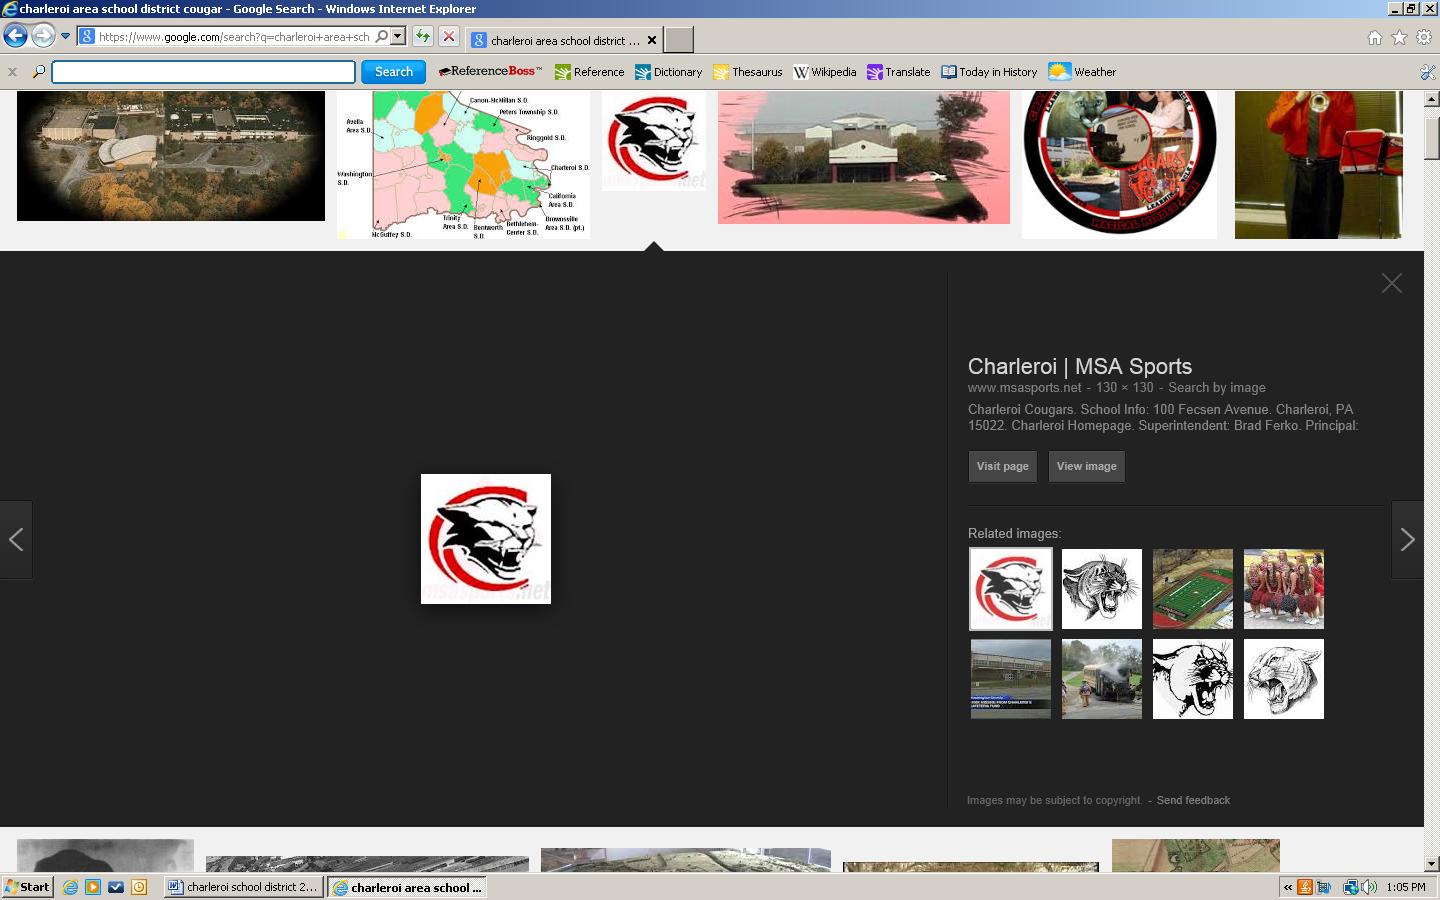 charleroi area school district cougar - Google Search - Windows Internet Explorer
https://www.google.com/search?q=charleroi+area+sch
charleroi area school district ...
Search
ReferenceBoss™
Reference
Dictionary
Thesaurus
Wikipedia
Translate
Today in History
Weather
Canon-McMillan S.D.
Peters Township S.D.
Avella
Area S.D.
Ringgold S.D.
Charleroi S.D.
Washington
S.D.
California
Area S.D.
Trinity
Area S.D.
Brownsville
Area S.D. (pt.)
Bethlehem-
Center S.D.
Bentworth
S.D.
McGuffey S.D.
COUGARS
Charleroi | MSA Sports
www.msasports.net - 130 × 130 - Search by image
Charleroi Cougars. School Info: 100 Fecsen Avenue. Charleroi, PA
15022. Charleroi Homepage. Superintendent: Brad Ferko. Principal:
Visit page
View image
msasports.net
Related images:
Images may be subject to copyright. - Send feedback
Start
charleroi school district 2...
charleroi area school ...
1:05 PM